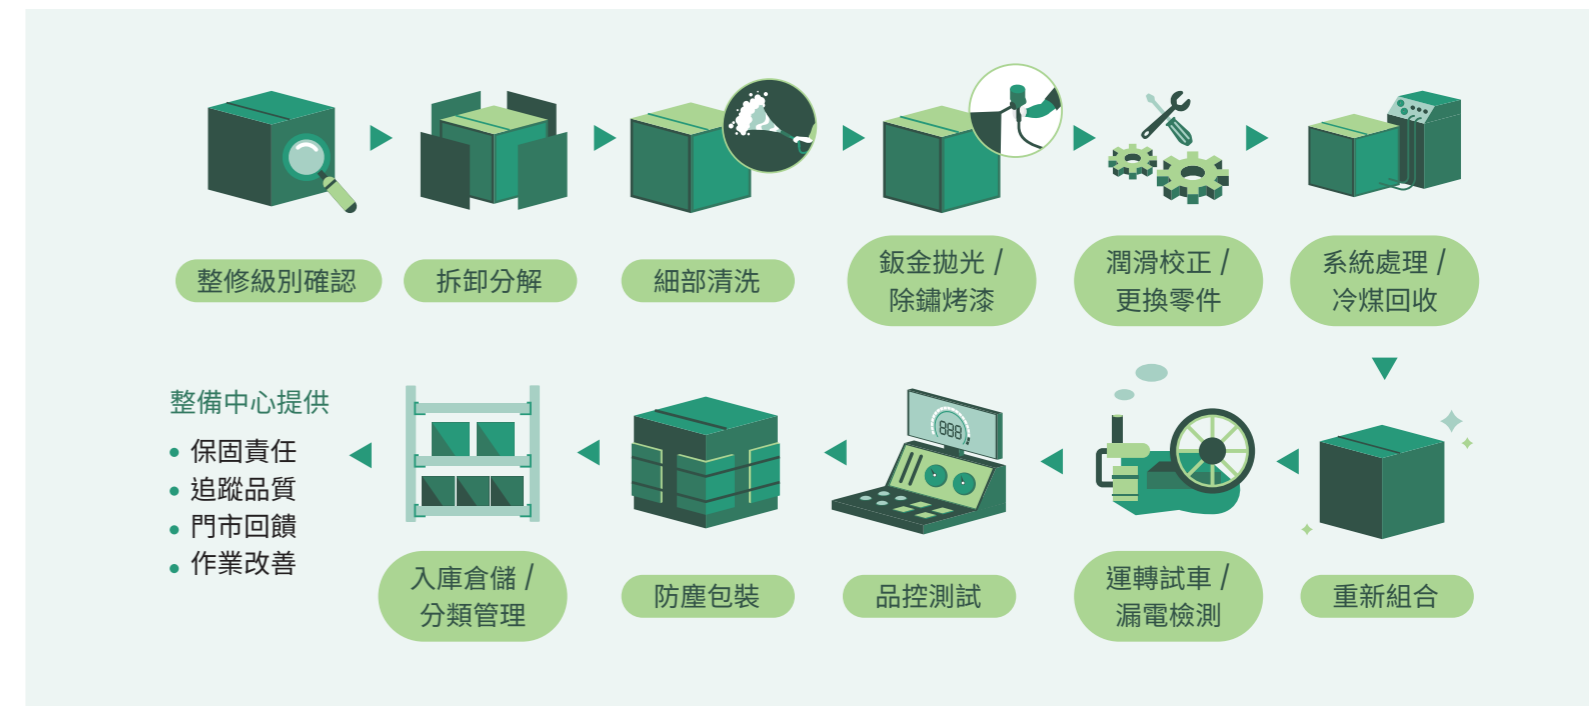 整修級別確認
拆卸分解
細部清洗
鈑金拋光 /
除鏽烤漆
潤滑校正 /
更換零件
系統處理 /
冷煤回收
重新組合
運轉試車 /
漏電檢測
888
品控測試
防塵包裝
入庫倉儲 /
分類管理
整備中心提供
• 保固責任
• 追蹤品質
• 門市回饋
• 作業改善